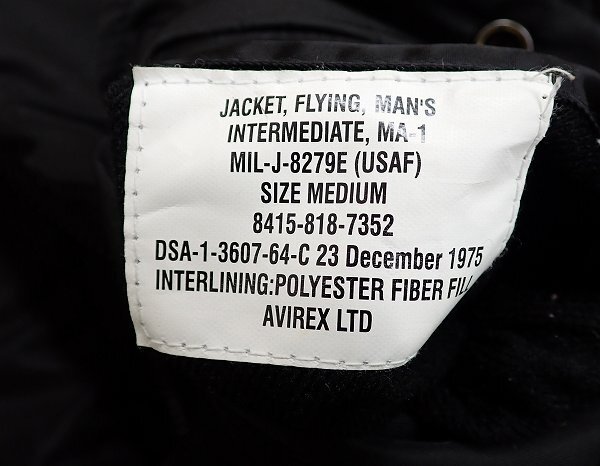 JACKET, FLYING, MAN'S
INTERMEDIATE, MA-1
MIL-J-8279E (USAF)
SIZE MEDIUM
8415-818-7352
DSA-1-3607-64-C 23 December 1975
INTERLINING:POLYESTER FIBER FILL
AVIREX LTD